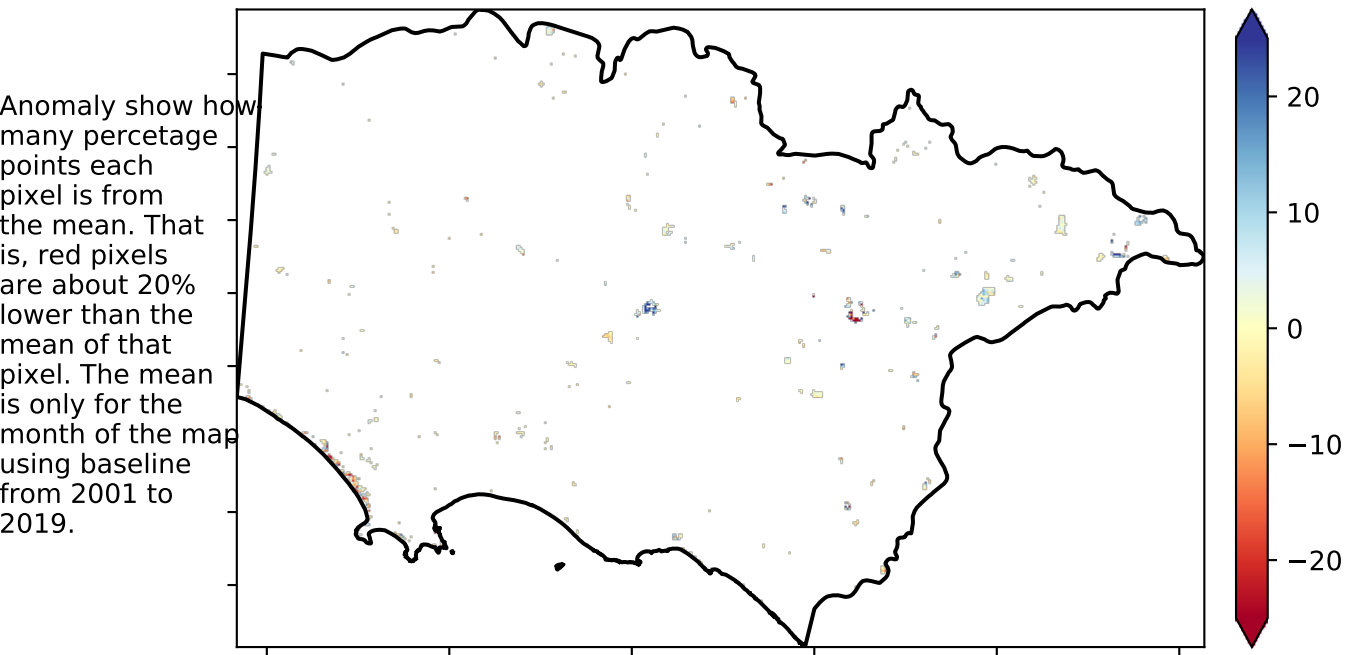 Anomaly show how
many percetage
points each
pixel is from
the mean. That
is, red pixels
are about 20%
lower than the
mean of that
pixel. The mean
is only for the
month of the map
using baseline
from 2001 to
2019.
20
10
0
−10
−20